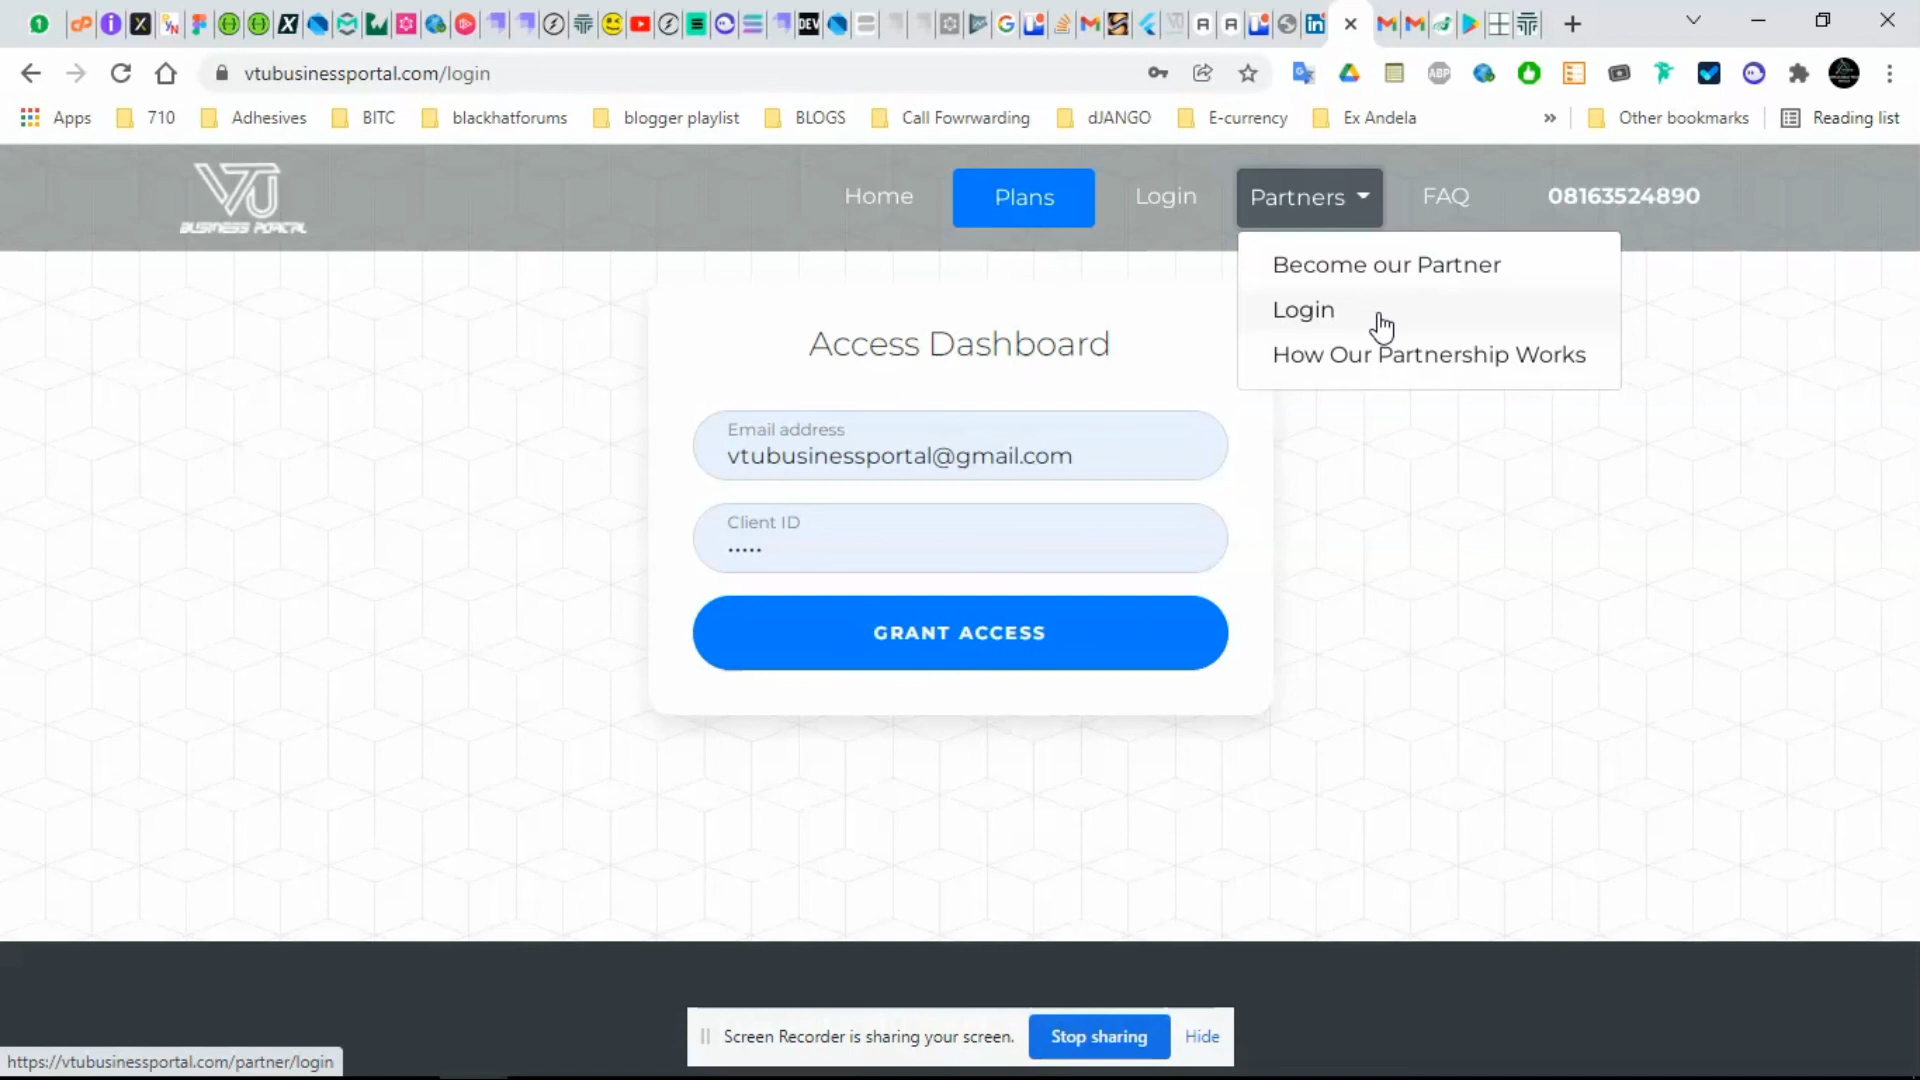 vtubusinessportal.com/login
Apps
710
Adhesives
BITC
blackhatforums
blogger playlist
BLOGS
Call Fowrwarding
dJANGO
E-currency
Ex Andela
»
Other bookmarks
Reading list
VTU
BUSINESS PORTAL
Home
Plans
Login
Partners
FAQ
08163524890
Become our Partner
Login
How Our Partnership Works
Access Dashboard
Email address
vtubusinessportal@gmail.com
Client ID
•••••
GRANT ACCESS
Screen Recorder is sharing your screen.
Stop sharing
Hide
https://vtubusinessportal.com/partner/login